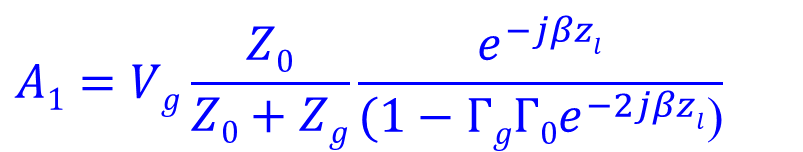 $A_1 = V_g \frac{Z_0}{Z_0 + Z_g} \frac{e^{-j\beta z_l}}{(1 - \Gamma_g \Gamma_0 e^{-2j\beta z_l})}$